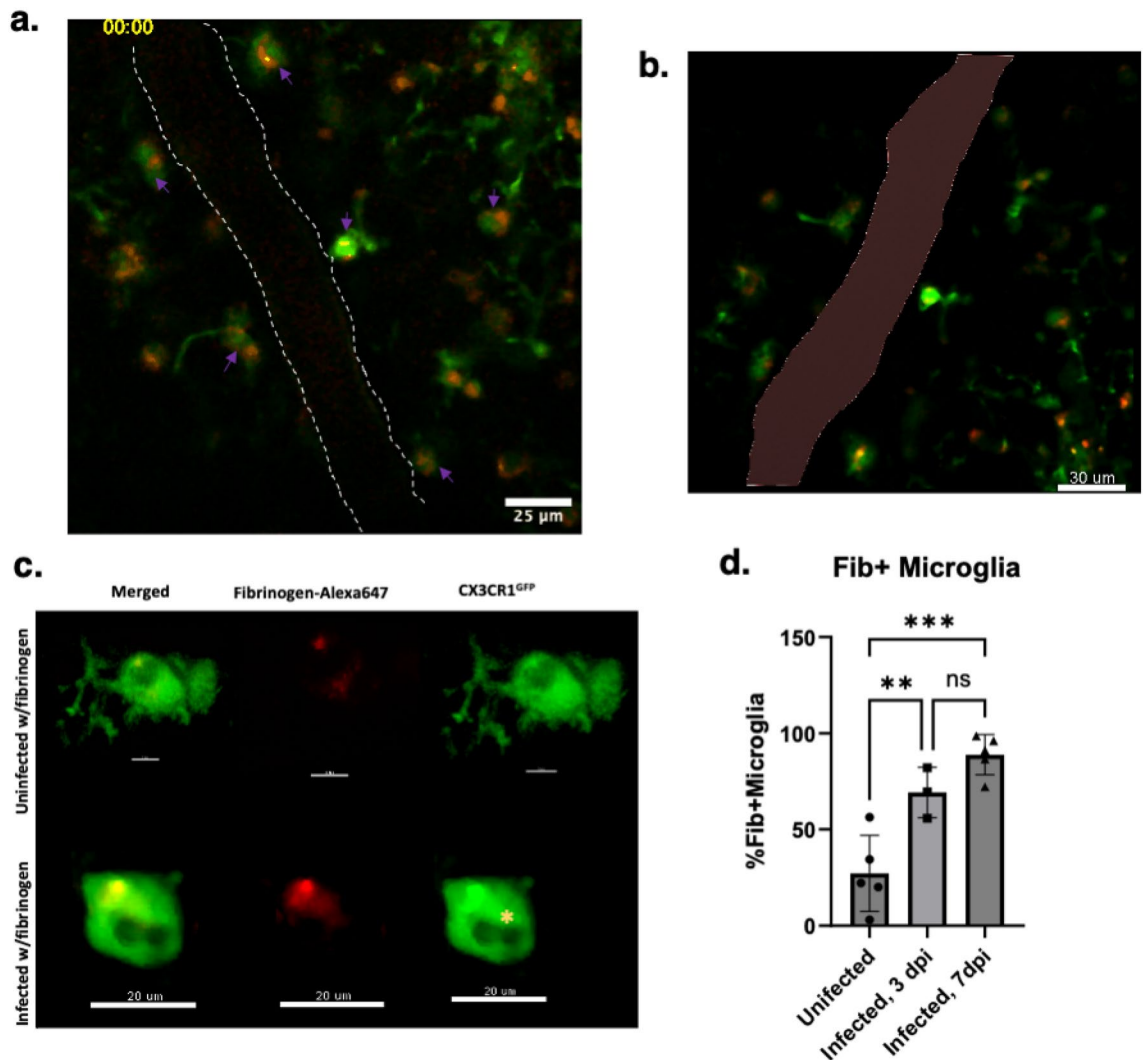 a.
00:00
25 µm
b.
30 um
c.
Merged
Fibrinogen-Alexa647
CX3CR1GFP
Uninfected w/fibrinogen
Infected w/fibrinogen
*
20 um
20 um
20 um
d.
Fib+ Microglia
***
**
ns
%Fib+Microglia
150
100
50
0
Unifected
Infected, 3 dpi
Infected, 7dpi